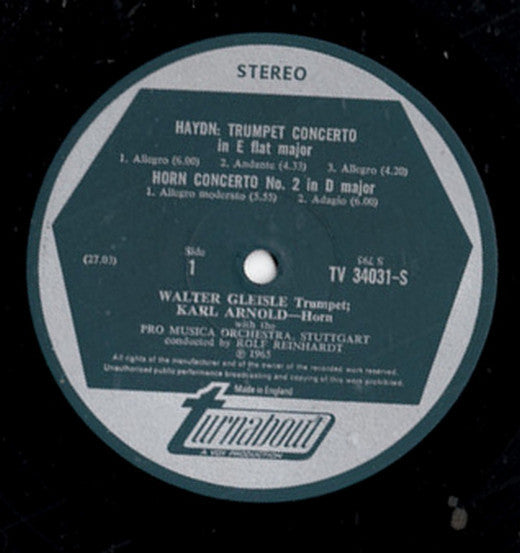 STEREO
HAYDN: TRUMPET CONCERTO
in E flat major
1. Allegro (6.00) 2. Andante (4.33) 3. Allegro (4.20)
HORN CONCERTO No. 2 in D major
1. Allegro moderato (5.55) 2. Adagio (6.00)
(27.03)
Side
1
S 793
TV 34031-S
WALTER GLEISLE Trumpet;
KARL ARNOLD—Horn
with the
PRO MUSICA ORCHESTRA, STUTTGART
conducted by ROLF REINHARDT
℗ 1965
All rights of the manufacturer and of the owner of the recorded work reserved.
Unauthorised public performance broadcasting and copying of this work prohibited.
Made in England
turnabout
A VOX PRODUCTION